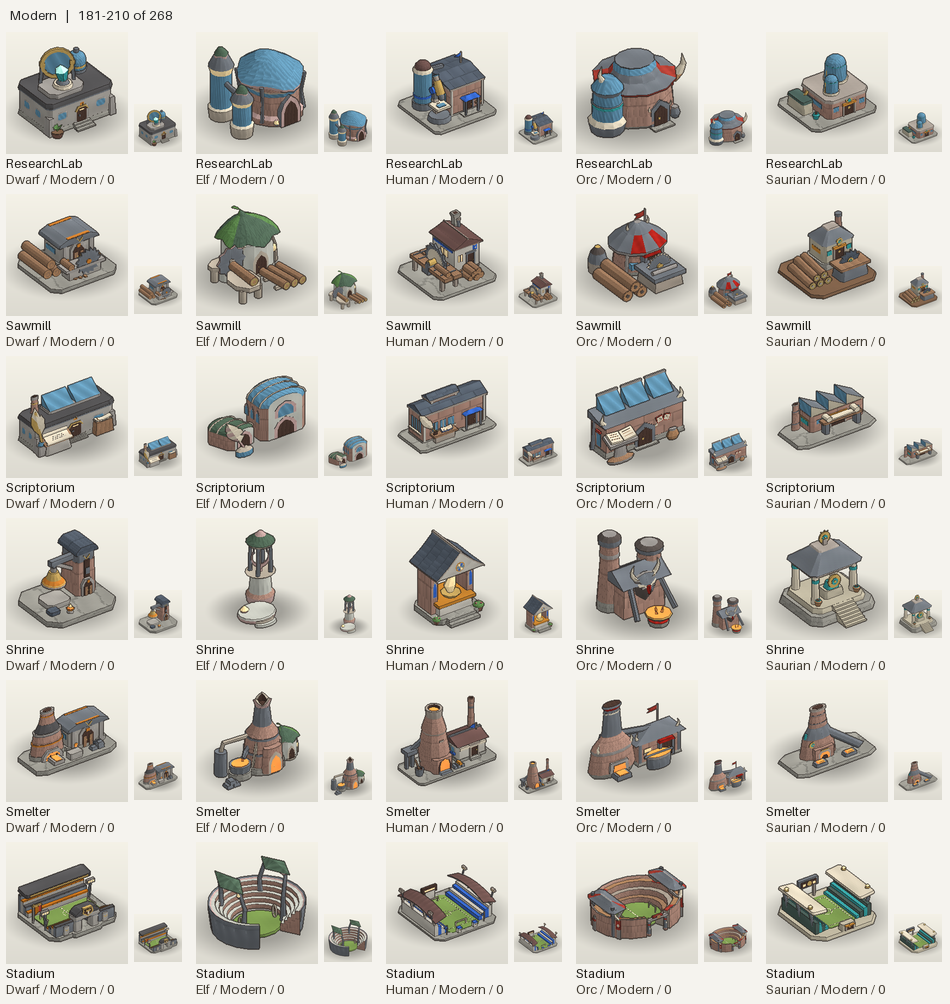 Modern | 181-210 of 268
ResearchLab ResearchLab ResearchLab ResearchLab ResearchLab
Dwarf / Modern / 0 Elf / Modern / 0 Human / Modern / 0 Orc / Modern / 0 Saurian / Modern / 0
Sawmill Sawmill Sawmill Sawmill Sawmill
Dwarf / Modern / 0 Elf / Modern / 0 Human / Modern / 0 Orc / Modern / 0 Saurian / Modern / 0
Scriptorium Scriptorium Scriptorium Scriptorium Scriptorium
Dwarf / Modern / 0 Elf / Modern / 0 Human / Modern / 0 Orc / Modern / 0 Saurian / Modern / 0
Shrine Shrine Shrine Shrine Shrine
Dwarf / Modern / 0 Elf / Modern / 0 Human / Modern / 0 Orc / Modern / 0 Saurian / Modern / 0
Smelter Smelter Smelter Smelter Smelter
Dwarf / Modern / 0 Elf / Modern / 0 Human / Modern / 0 Orc / Modern / 0 Saurian / Modern / 0
Stadium Stadium Stadium Stadium Stadium
Dwarf / Modern / 0 Elf / Modern / 0 Human / Modern / 0 Orc / Modern / 0 Saurian / Modern / 0